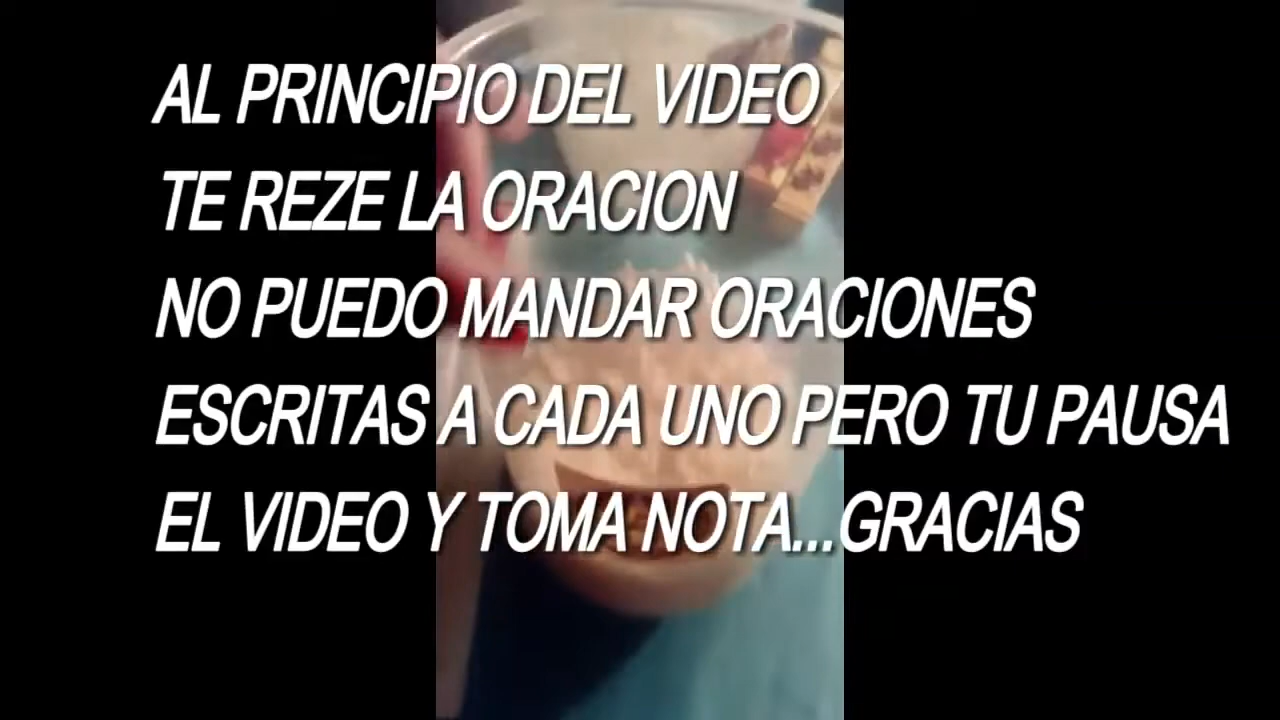 AL PRINCIPIO DEL VIDEO
TE REZE LA ORACION
NO PUEDO MANDAR ORACIONES
ESCRITAS A CADA UNO PERO TU PAUSA
EL VIDEO Y TOMA NOTA...GRACIAS